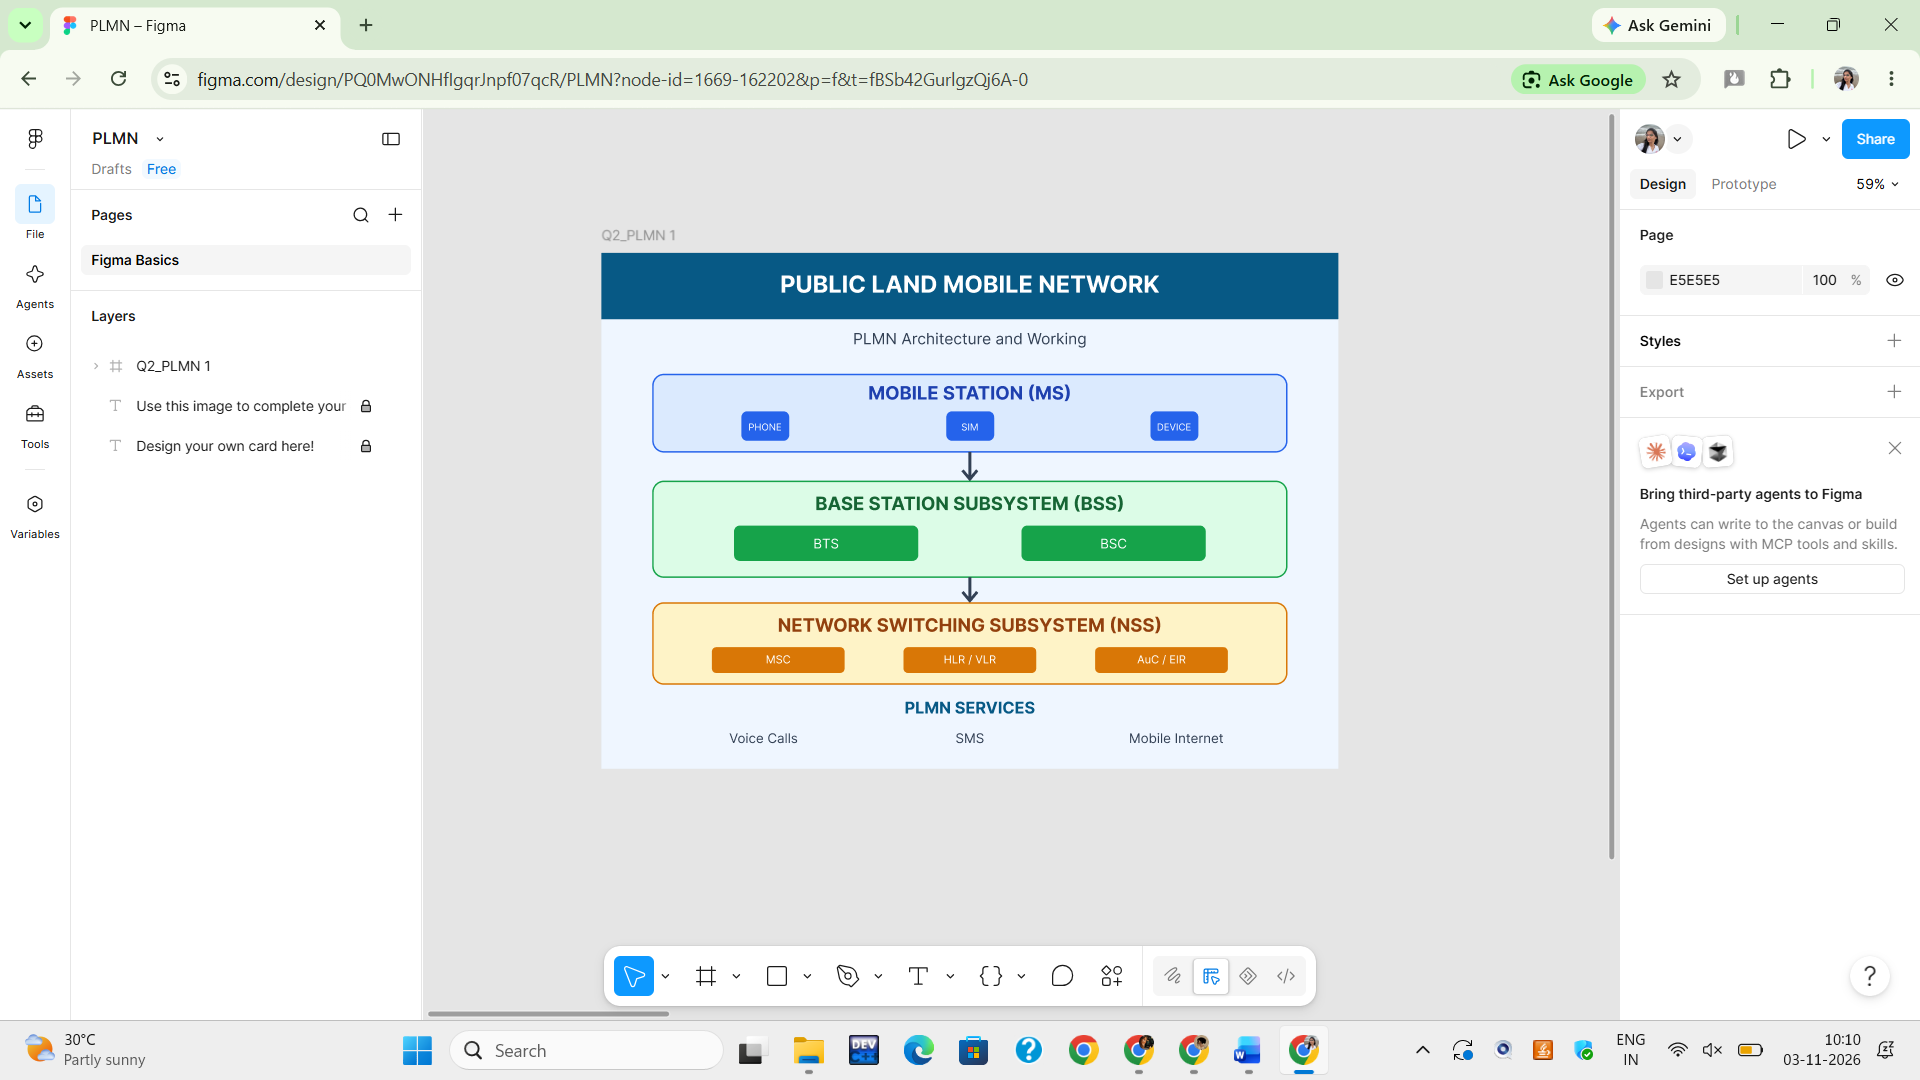 PLMN – Figma
Ask Gemini
figma.com/design/PQ0MwONHfIgqrJnpf07qcR/PLMN?node-id=1669-162202&p=f&t=fBSb42GurlgzQj6A-0
Ask Google
PLMN
Drafts Free
Pages
Figma Basics
Layers
Q2_PLMN 1
Use this image to complete your
Design your own card here!
File
Agents
Assets
Tools
Variables
Q2_PLMN 1
PUBLIC LAND MOBILE NETWORK
PLMN Architecture and Working
MOBILE STATION (MS)
PHONE SIM DEVICE
BASE STATION SUBSYSTEM (BSS)
BTS BSC
NETWORK SWITCHING SUBSYSTEM (NSS)
MSC HLR / VLR AuC / EIR
PLMN SERVICES
Voice Calls SMS Mobile Internet
Share
Design Prototype 59%
Page
E5E5E5 100 %
Styles
Export
Bring third-party agents to Figma
Agents can write to the canvas or build
from designs with MCP tools and skills.
Set up agents
30°C
Partly sunny
Search
DEV
C++
W
ENG
IN
10:10
03-11-2026